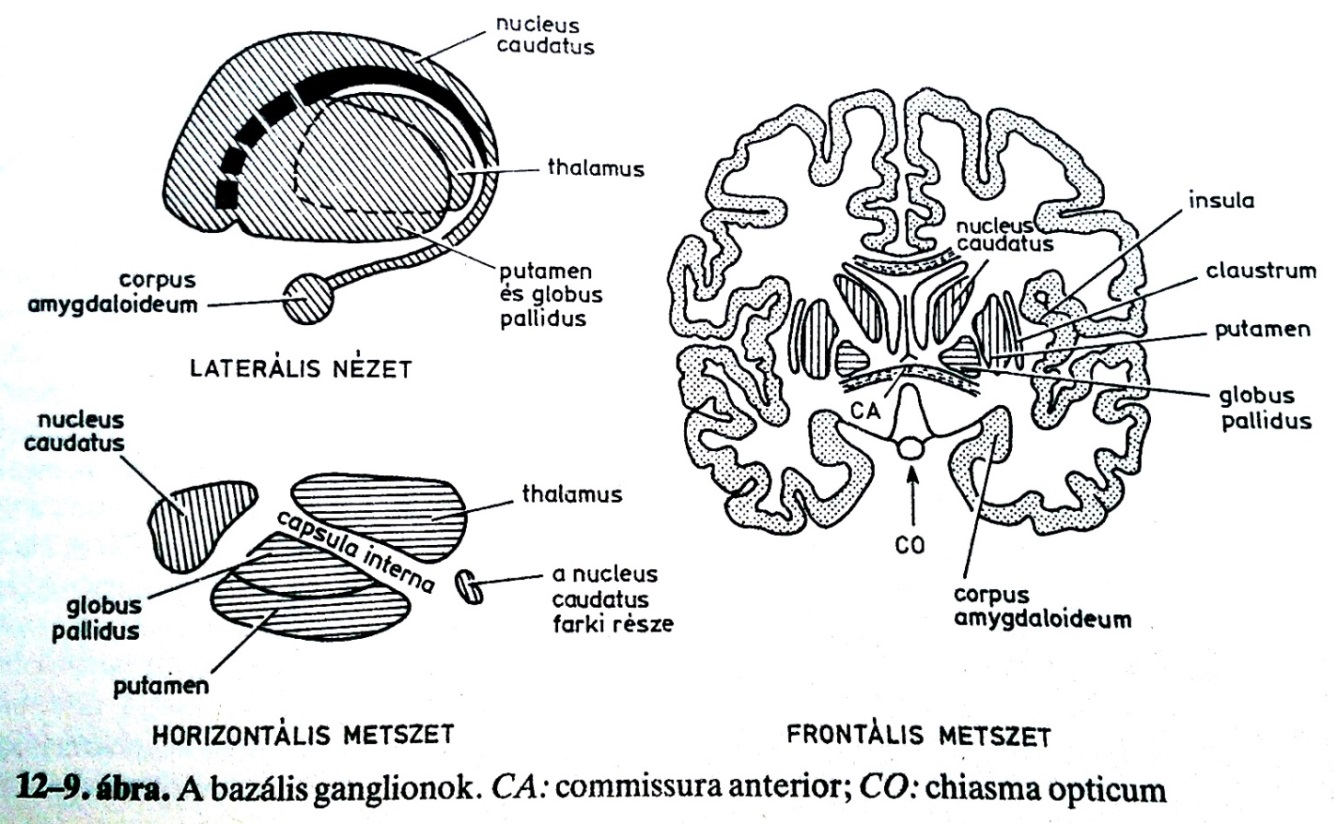 nucleus
caudatus
thalamus
putamen
és globus
pallidus
corpus
amygdaloideum
LATERÁLIS NÉZET
nucleus
caudatus
thalamus
capsula interna
a nucleus
caudatus
farki része
globus
pallidus
putamen
HORIZONTÁLIS METSZET
nucleus
caudatus
insula
claustrum
putamen
globus
pallidus
CA
CO
corpus
amygdaloideum
FRONTÁLIS METSZET
12–9. ábra. A bazális ganglionok. CA: commissura anterior; CO: chiasma opticum